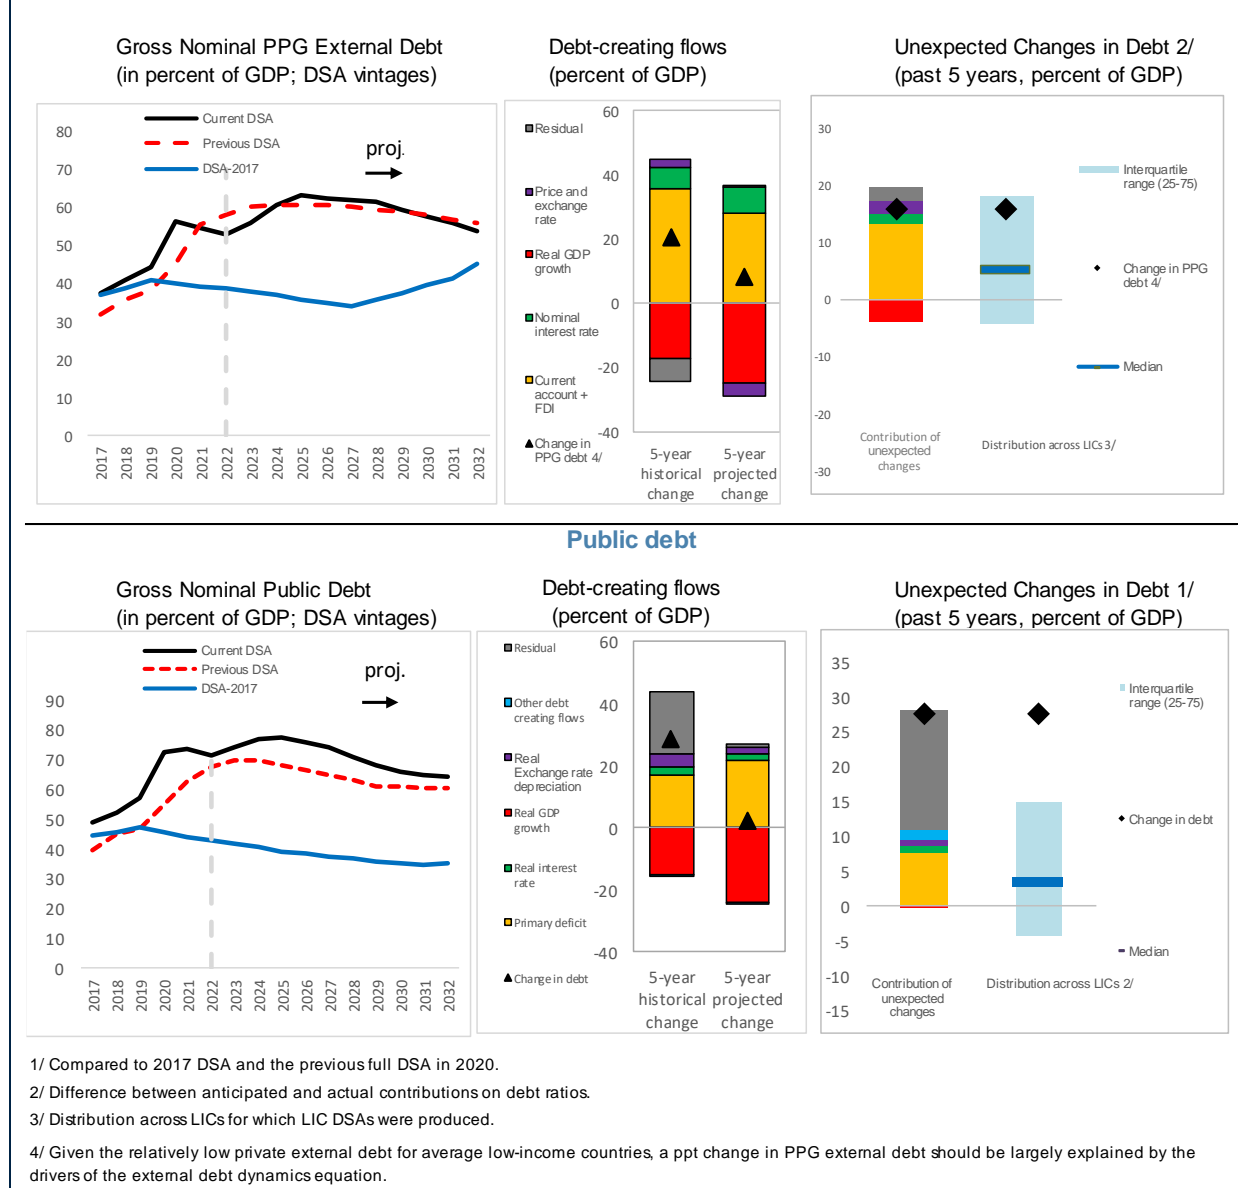 Gross Nominal PPG External Debt
(in percent of GDP; DSA vintages)
Current DSA
Previous DSA
DSA-2017
proj.
80
70
60
50
40
30
20
10
0
2017
2018
2019
2020
2021
2022
2023
2024
2025
2026
2027
2028
2029
2030
2031
2032
Debt-creating flows
(percent of GDP)
Residual
Price and
exchange
rate
Real GDP
growth
Nominal
interest rate
Current
account +
FDI
Change in
PPG debt 4/
60
40
20
0
-20
-40
5-year
historical
change
5-year
projected
change
Unexpected Changes in Debt 2/
(past 5 years, percent of GDP)
30
20
10
0
-10
-20
-30
Interquartile
range (25-75)
Change in PPG
debt 4/
Median
Contribution of
unexpected
changes
Distribution across LICs 3/
Public debt
Gross Nominal Public Debt
(in percent of GDP; DSA vintages)
Current DSA
Previous DSA
DSA-2017
proj.
90
80
70
60
50
40
30
20
10
0
2017
2018
2019
2020
2021
2022
2023
2024
2025
2026
2027
2028
2029
2030
2031
2032
Debt-creating flows
(percent of GDP)
Residual
Other debt
creating flows
Real
Exchange rate
depreciation
Real GDP
growth
Real interest
rate
Primary deficit
Change in debt
60
40
20
0
-20
-40
5-year
historical
change
5-year
projected
change
Unexpected Changes in Debt 1/
(past 5 years, percent of GDP)
35
30
25
20
15
10
5
0
-5
-10
-15
Interquartile
range (25-75)
Change in debt
Median
Contribution of
unexpected
changes
Distribution across LICs 2/
1/ Compared to 2017 DSA and the previous full DSA in 2020.
2/ Difference between anticipated and actual contributions on debt ratios.
3/ Distribution across LICs for which LIC DSAs were produced.
4/ Given the relatively low private external debt for average low-income countries, a ppt change in PPG external debt should be largely explained by the
drivers of the external debt dynamics equation.